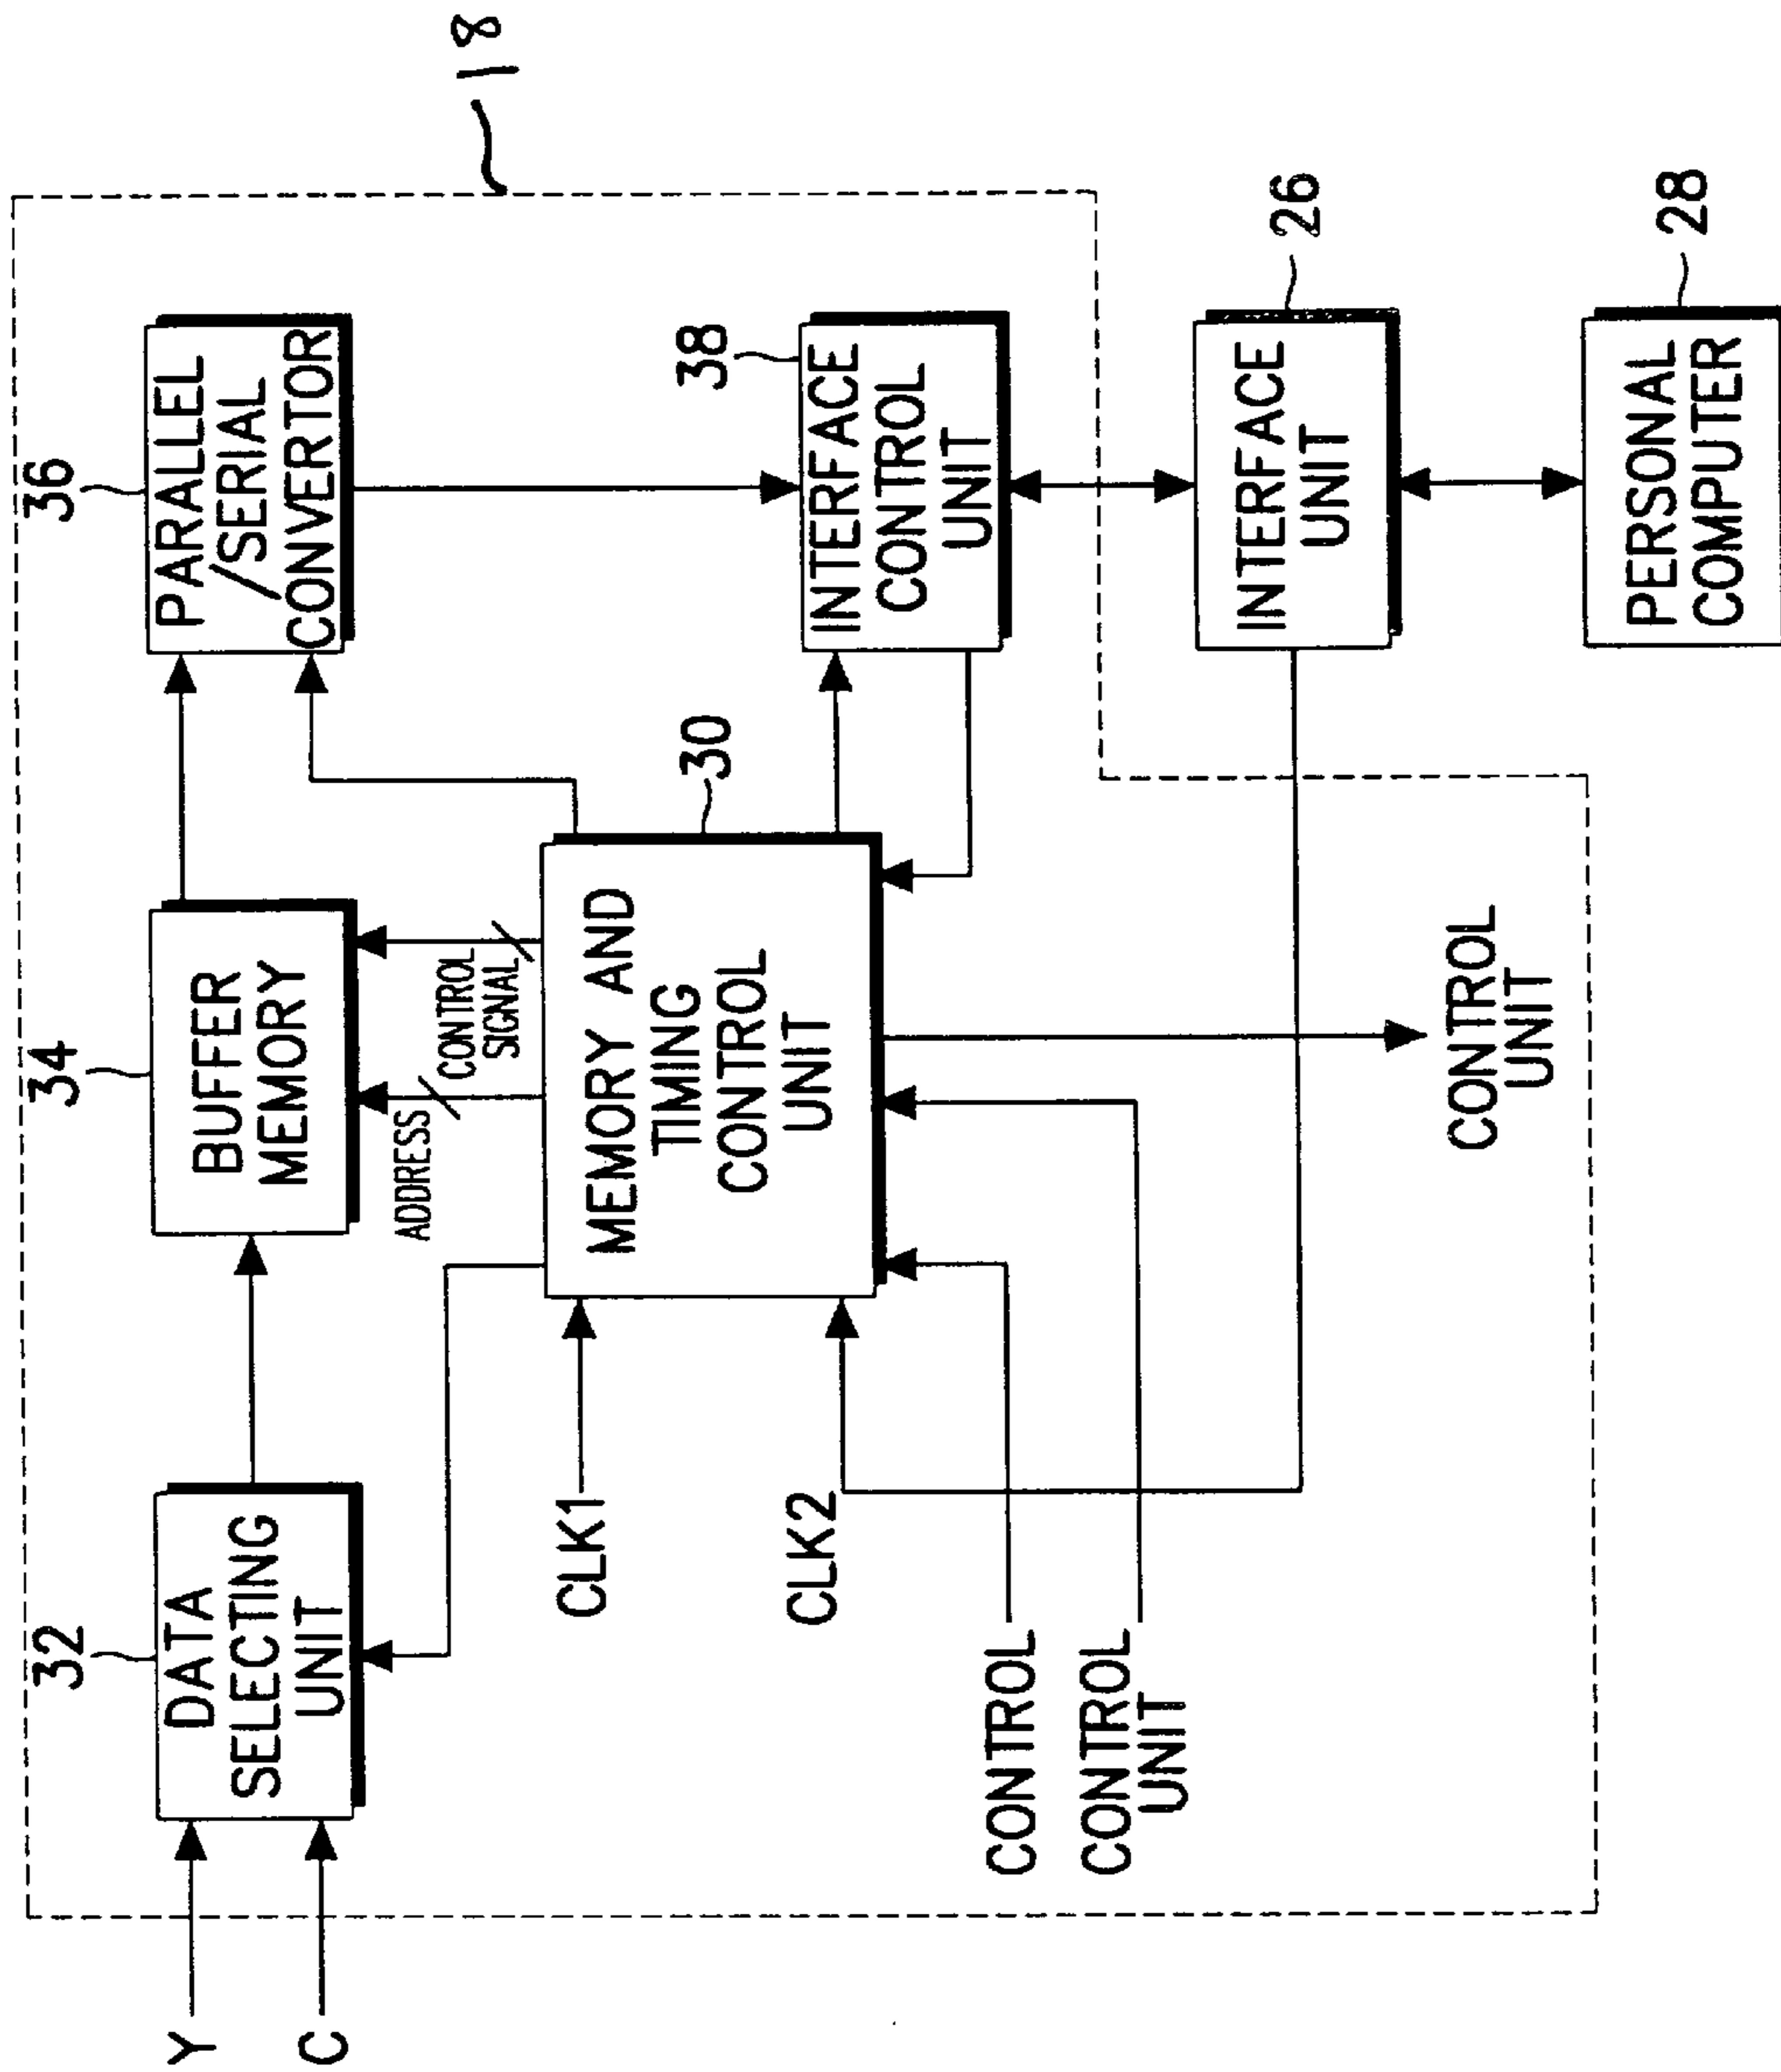 18
32
DATA
SELECTING
UNIT
34
BUFFER
MEMORY
36
PARALLEL
/SERIAL
CONVERTOR
Y
C
ADDRESS
CONTROL
SIGNAL
CLK1
CLK2
30
MEMORY AND
TIMING
CONTROL
UNIT
38
INTERFACE
CONTROL
UNIT
CONTROL
CONTROL
UNIT
CONTROL
UNIT
26
INTERFACE
UNIT
28
PERSONAL
COMPUTER